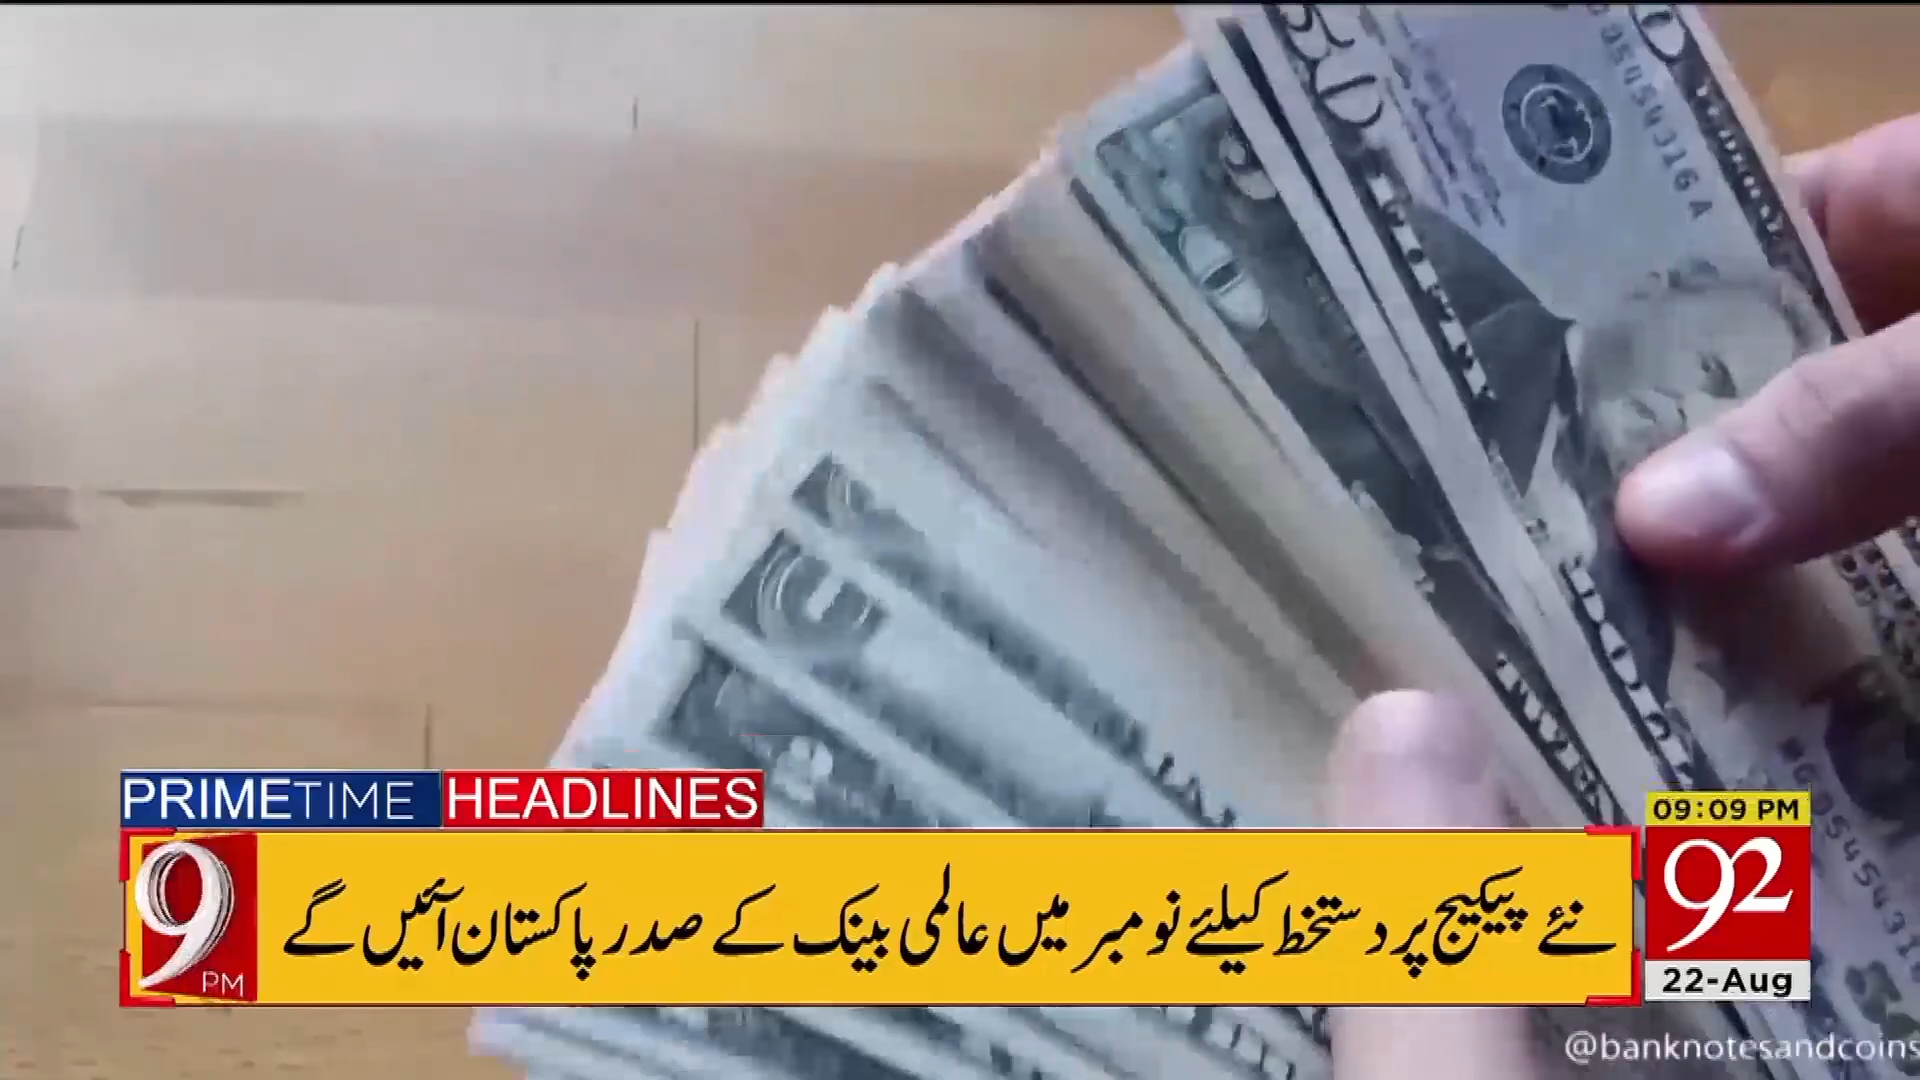 PRIMETIME HEADLINES
09:09 PM
9 PM
نئے پیکیج پر دستخط کیلئے نومبر میں عالمی بینک کے صدر پاکستان آئیں گے
92
22-Aug
@banknotesandcoins